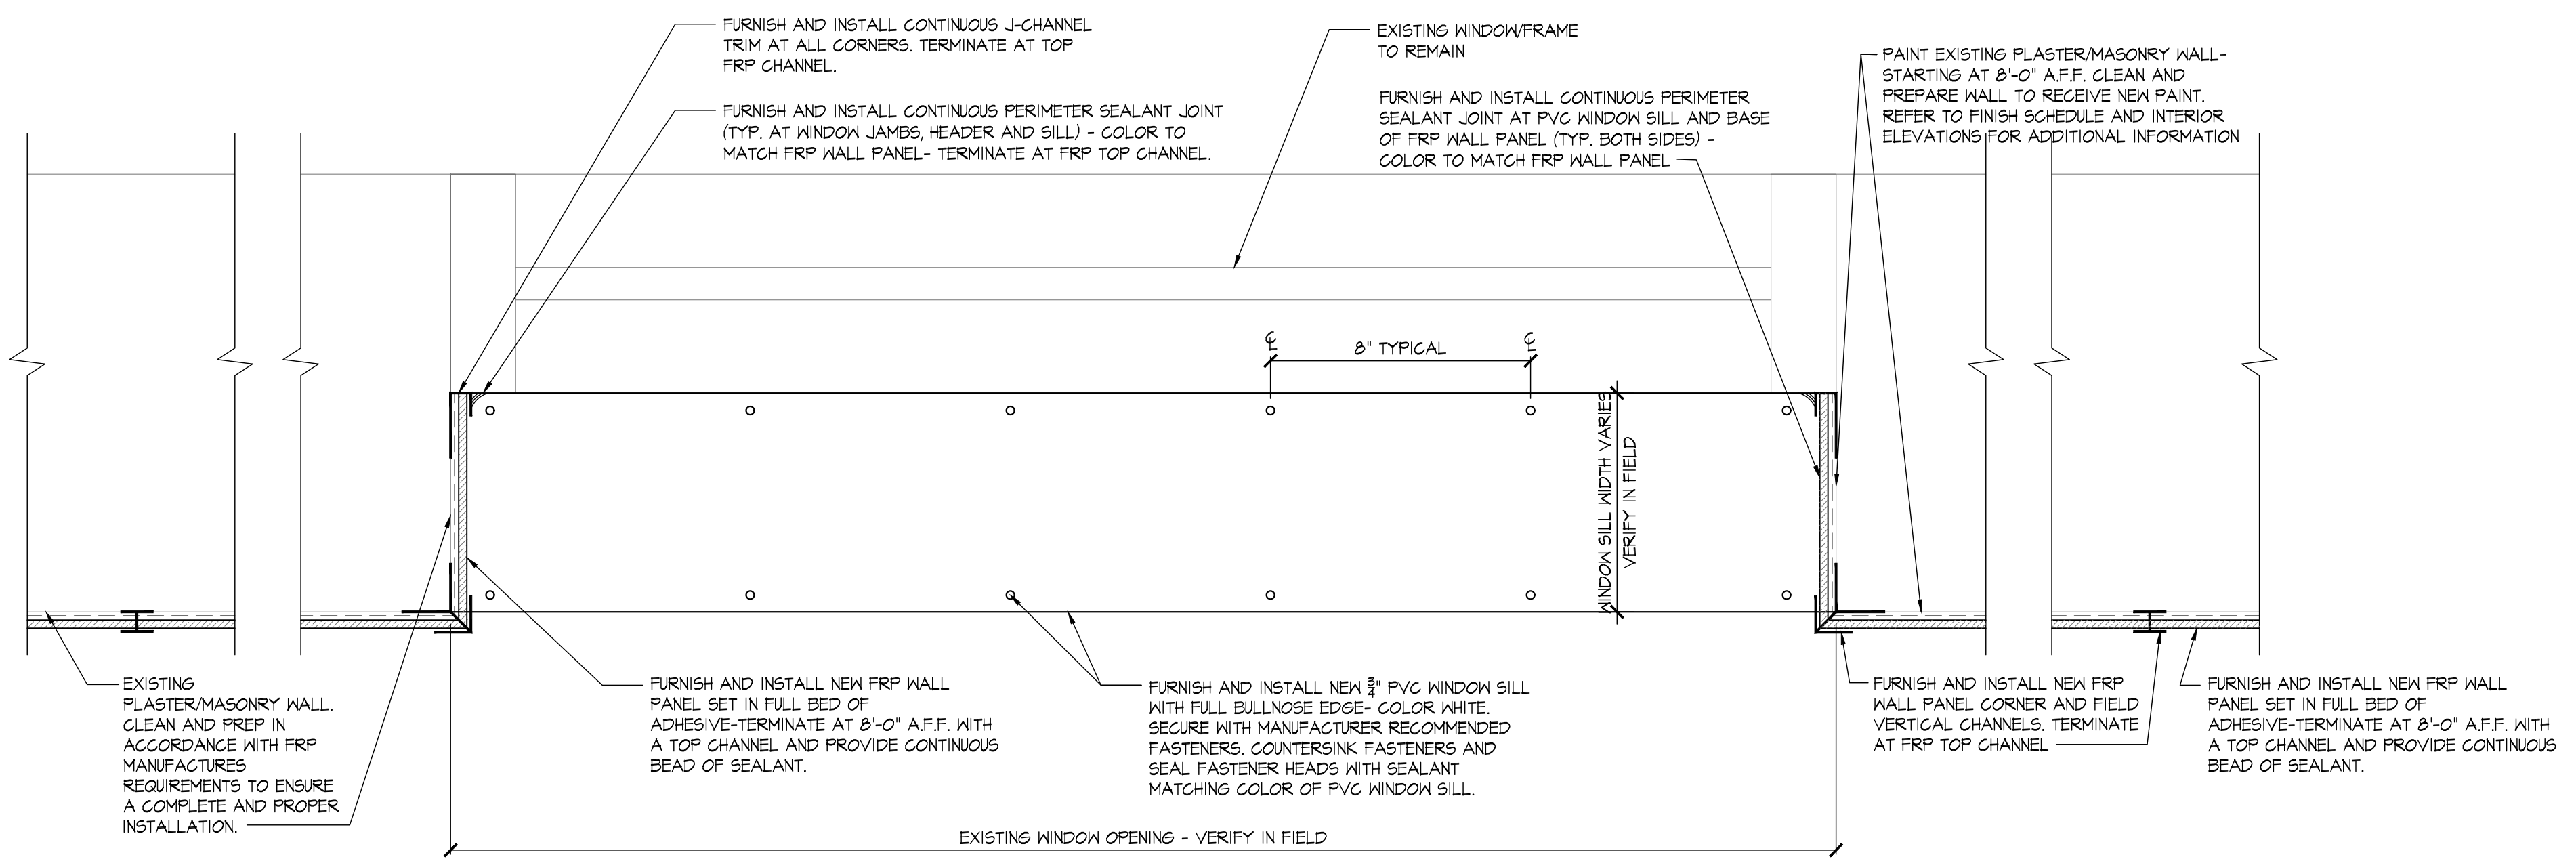 FURNISH AND INSTALL CONTINUOUS J-CHANNEL
TRIM AT ALL CORNERS. TERMINATE AT TOP
FRP CHANNEL.
FURNISH AND INSTALL CONTINUOUS PERIMETER SEALANT JOINT
(TYP. AT WINDOW JAMBS, HEADER AND SILL) - COLOR TO
MATCH FRP WALL PANEL- TERMINATE AT FRP TOP CHANNEL.
EXISTING WINDOW/FRAME
TO REMAIN
FURNISH AND INSTALL CONTINUOUS PERIMETER
SEALANT JOINT AT PVC WINDOW SILL AND BASE
OF FRP WALL PANEL (TYP. BOTH SIDES) -
COLOR TO MATCH FRP WALL PANEL
PAINT EXISTING PLASTER/MASONRY WALL-
STARTING AT 8'-0" A.F.F. CLEAN AND
PREPARE WALL TO RECEIVE NEW PAINT.
REFER TO FINISH SCHEDULE AND INTERIOR
ELEVATIONS FOR ADDITIONAL INFORMATION
℄
8" TYPICAL
℄
WINDOW SILL WIDTH VARIES
VERIFY IN FIELD
EXISTING
PLASTER/MASONRY WALL.
CLEAN AND PREP IN
ACCORDANCE WITH FRP
MANUFACTURES
REQUIREMENTS TO ENSURE
A COMPLETE AND PROPER
INSTALLATION.
FURNISH AND INSTALL NEW FRP WALL
PANEL SET IN FULL BED OF
ADHESIVE-TERMINATE AT 8'-0" A.F.F. WITH
A TOP CHANNEL AND PROVIDE CONTINUOUS
BEAD OF SEALANT.
FURNISH AND INSTALL NEW ¾" PVC WINDOW SILL
WITH FULL BULLNOSE EDGE- COLOR WHITE.
SECURE WITH MANUFACTURER RECOMMENDED
FASTENERS. COUNTERSINK FASTENERS AND
SEAL FASTENER HEADS WITH SEALANT
MATCHING COLOR OF PVC WINDOW SILL.
FURNISH AND INSTALL NEW FRP
WALL PANEL CORNER AND FIELD
VERTICAL CHANNELS. TERMINATE
AT FRP TOP CHANNEL
FURNISH AND INSTALL NEW FRP WALL
PANEL SET IN FULL BED OF
ADHESIVE-TERMINATE AT 8'-0" A.F.F. WITH
A TOP CHANNEL AND PROVIDE CONTINUOUS
BEAD OF SEALANT.
EXISTING WINDOW OPENING - VERIFY IN FIELD